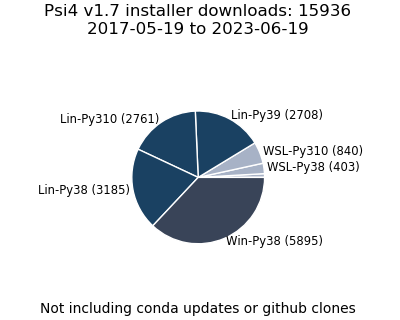 Psi4 v1.7 installer downloads: 15936
2017-05-19 to 2023-06-19
Lin-Py310 (2761)
Lin-Py39 (2708)
WSL-Py310 (840)
WSL-Py38 (403)
Lin-Py38 (3185)
Win-Py38 (5895)
Not including conda updates or github clones